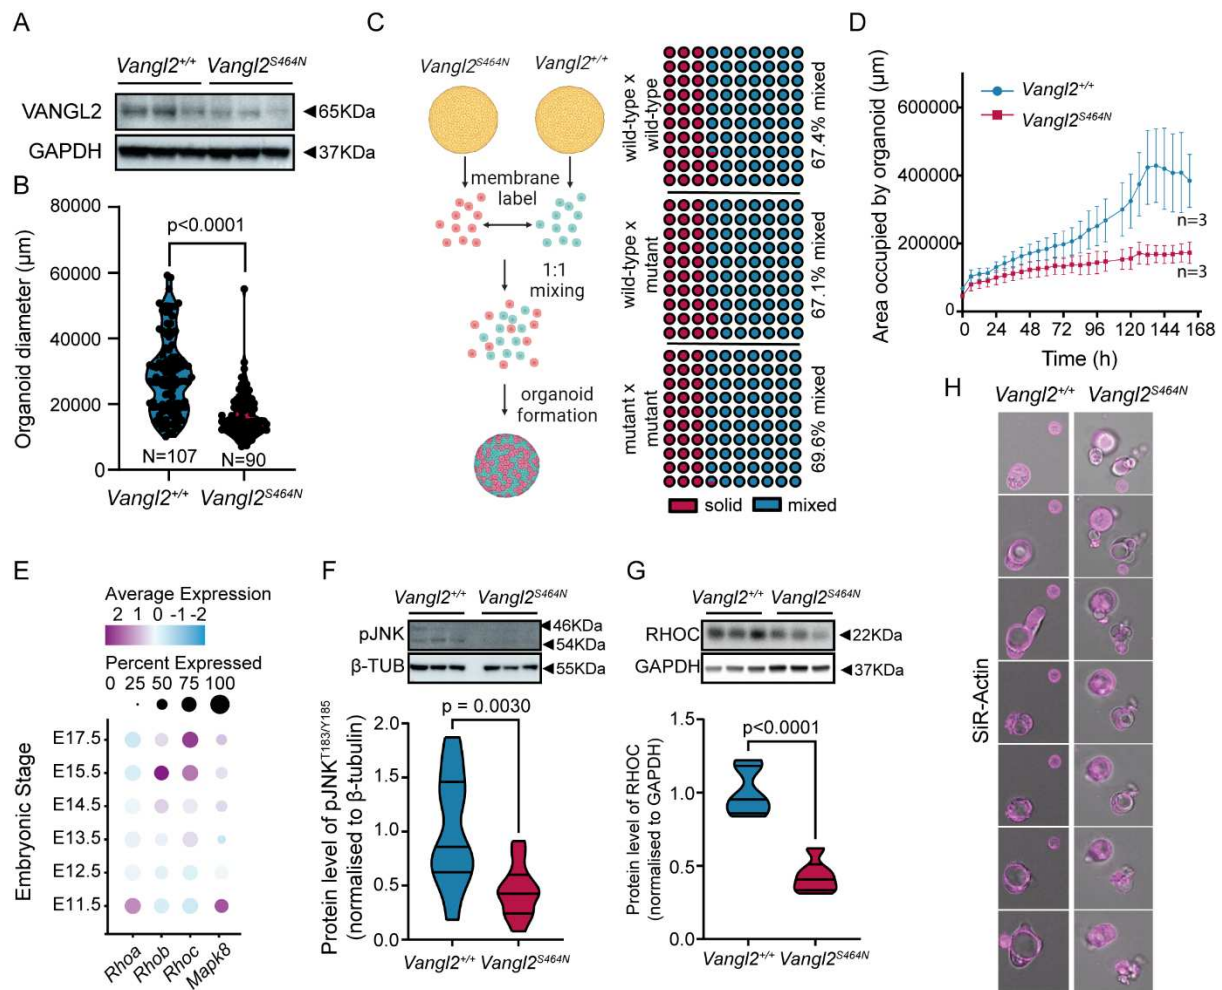 A
Vangl2+/+ Vangl2S464N
VANGL2
◄65KDa
GAPDH
◄37KDa
B
Organoid diameter (µm)
80000
60000
40000
20000
0
p<0.0001
N=107
N=90
Vangl2+/+ Vangl2S464N
C
Vangl2S464N
Vangl2+/+
membrane
label
1:1
mixing
organoid
formation
wild-type x
wild-type
67.4% mixed
wild-type x
mutant
67.1% mixed
mutant x
mutant
69.6% mixed
solid
mixed
D
Area occupied by organoid (µm)
600000
400000
200000
0
Vangl2+/+
Vangl2S464N
n=3
n=3
0 24 48 72 96 120 144 168
Time (h)
E
Average Expression
2 1 0 -1 -2
Percent Expressed
0 25 50 75 100
Embryonic Stage
E17.5
E15.5
E14.5
E13.5
E12.5
E11.5
Rhoa
Rhob
Rhoc
Mapk8
F
Vangl2+/+ Vangl2S464N
pJNK
◄46KDa
◄54KDa
β-TUB
◄55KDa
p = 0.0030
Protein level of pJNKT183/Y185
(normalised to β-tubulin)
2.0
1.5
1.0
0.5
0.0
Vangl2+/+ Vangl2S464N
G
Vangl2+/+ Vangl2S464N
RHOC
◄22KDa
GAPDH
◄37KDa
p<0.0001
Protein level of RHOC
(normalised to GAPDH)
1.5
1.0
0.5
0.0
Vangl2+/+ Vangl2S464N
H
Vangl2+/+ Vangl2S464N
SiR-Actin